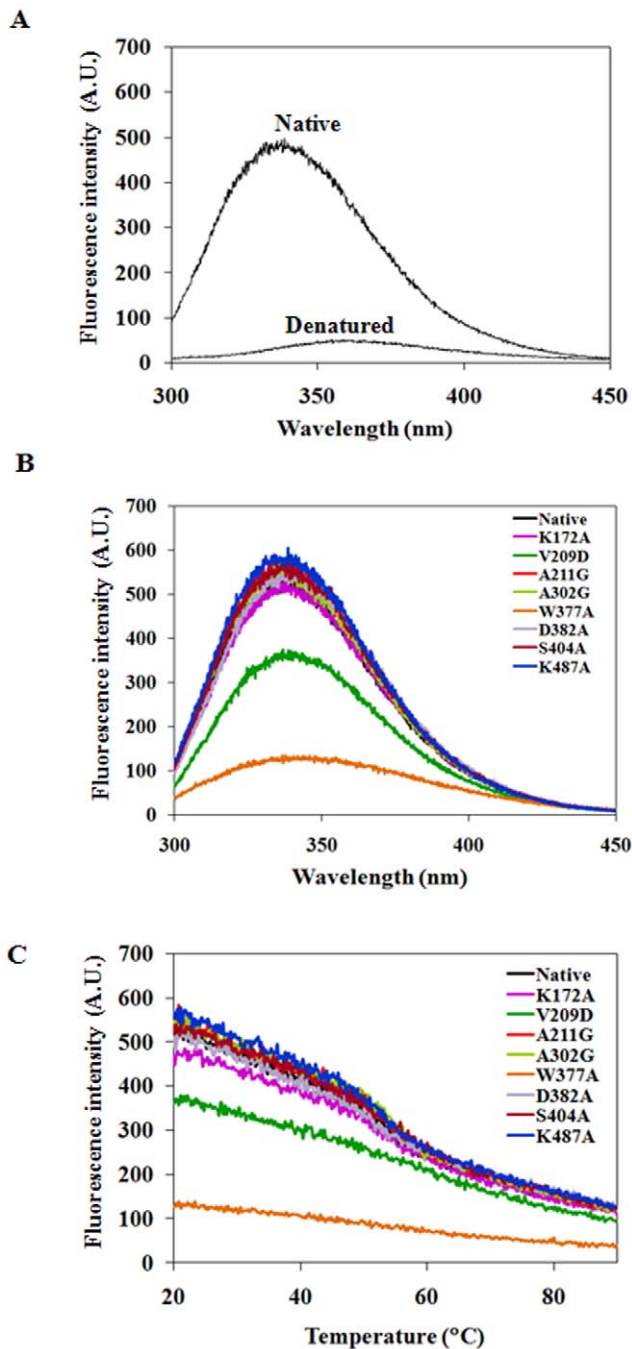 A
Fluorescence intensity (A.U.)
700
600
500
400
300
200
100
0
Native
Denatured
300
350
400
450
Wavelength (nm)
B
Fluorescence intensity (A.U.)
700
600
500
400
300
200
100
0
Native
K172A
V209D
A211G
A302G
W377A
D382A
S404A
K487A
300
350
400
450
Wavelength (nm)
C
Fluorescence intensity (A.U.)
700
600
500
400
300
200
100
0
Native
K172A
V209D
A211G
A302G
W377A
D382A
S404A
K487A
20
40
60
80
Temperature (°C)